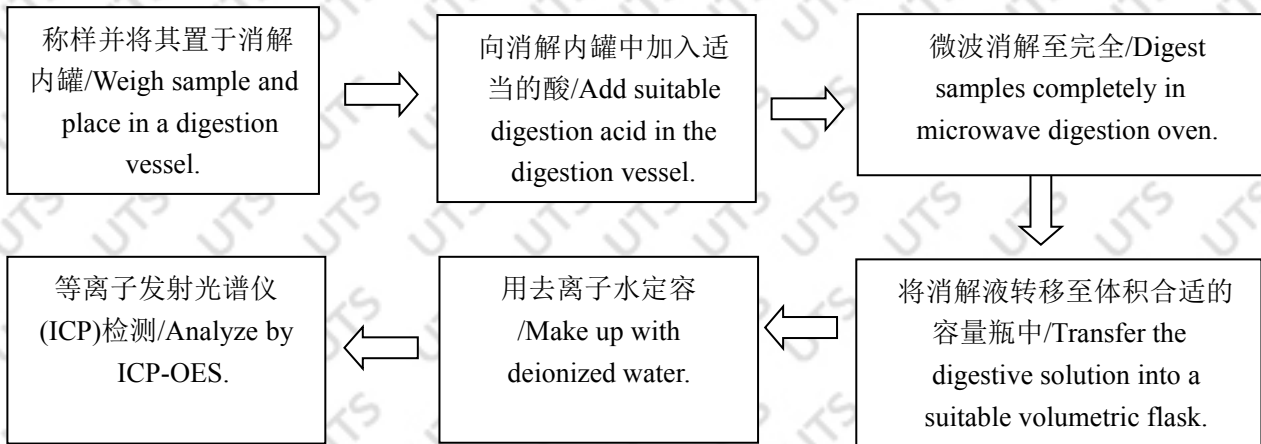 称样并将其置于消解
内罐/Weigh sample and
place in a digestion
vessel.
向消解内罐中加入适
当的酸/Add suitable
digestion acid in the
digestion vessel.
微波消解至完全/Digest
samples completely in
microwave digestion oven.
将消解液转移至体积合适的
容量瓶中/Transfer the
digestive solution into a
suitable volumetric flask.
用去离子水定容
/Make up with
deionized water.
等离子发射光谱仪
(ICP)检测/Analyze by
ICP-OES.
UTS